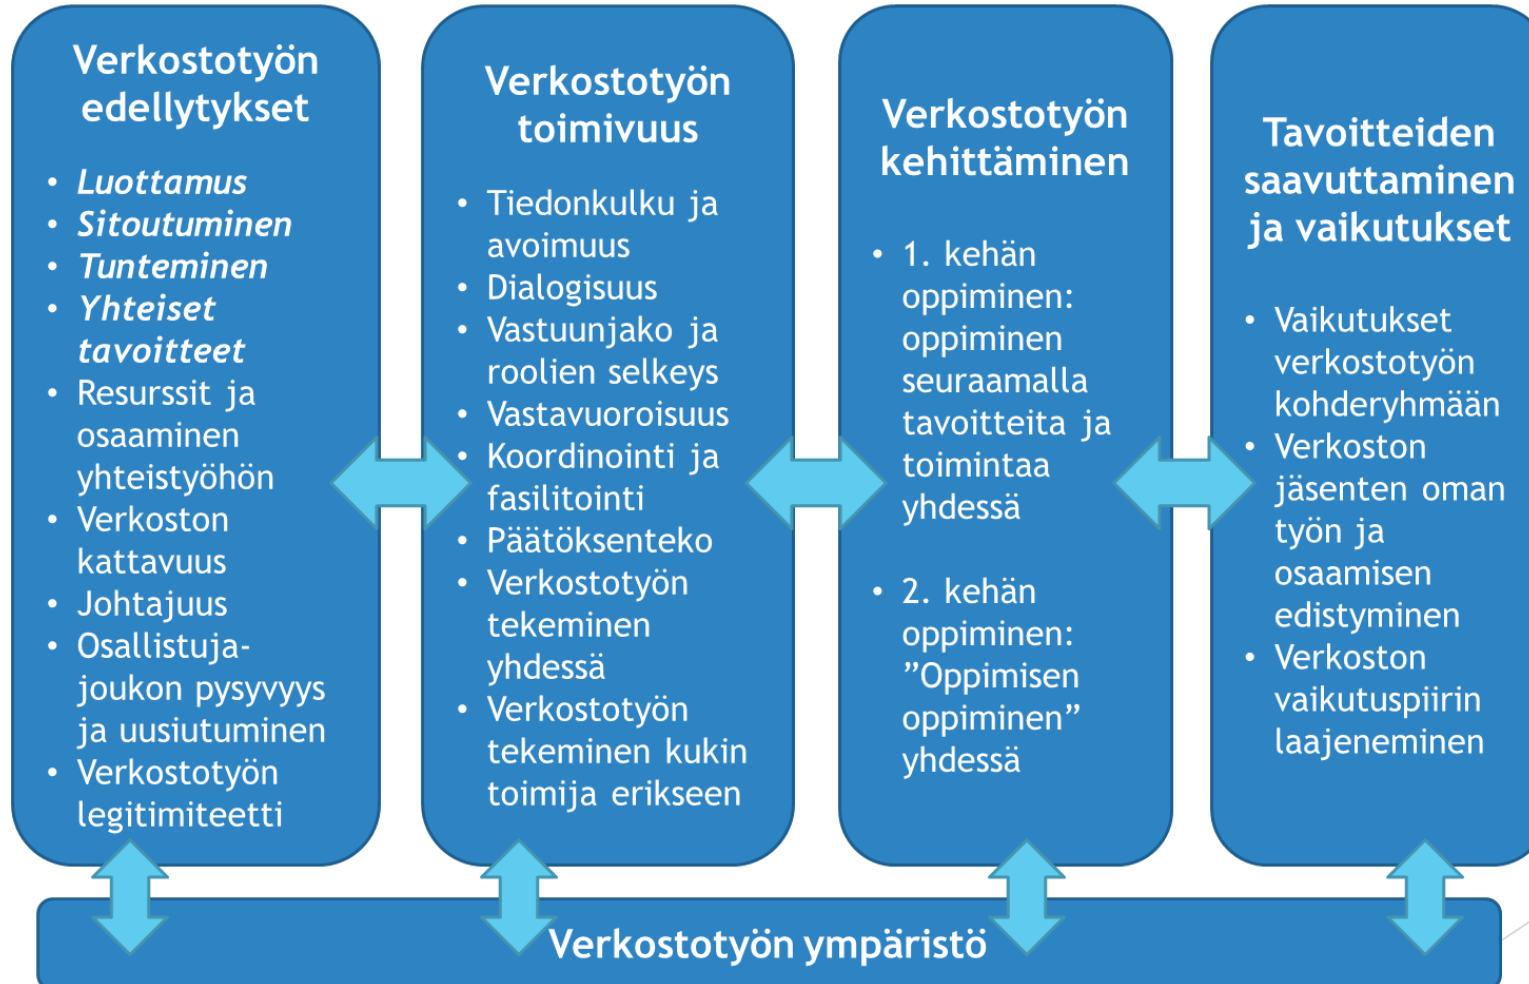 Verkostotyön
edellytykset
• Luottamus
• Sitoutuminen
• Tunteminen
• Yhteiset
tavoitteet
• Resurssit ja
osaaminen
yhteistyöhön
• Verkoston
kattavuus
• Johtajuus
• Osallistuja-
joukon pysyvyys
ja uusiutuminen
• Verkostotyön
legitimiteetti
Verkostotyön
toimivuus
• Tiedonkulku ja
avoimuus
• Dialogisuus
• Vastuunjako ja
roolien selkeys
• Vastavuoroisuus
• Koordinointi ja
fasilitointi
• Päätöksenteko
• Verkostotyön
tekeminen
yhdessä
• Verkostotyön
tekeminen kukin
toimija erikseen
Verkostotyön
kehittäminen
• 1. kehän
oppiminen:
oppiminen
seuraamalla
tavoitteita ja
toimintaa
yhdessä
• 2. kehän
oppiminen:
”Oppimisen
oppiminen”
yhdessä
Tavoitteiden
saavuttaminen
ja vaikutukset
• Vaikutukset
verkostotyön
kohderyhmään
• Verkoston
jäsenten oman
työn ja
osaamisen
edistyminen
• Verkoston
vaikutuspiirin
laajeneminen
Verkostotyön ympäristö